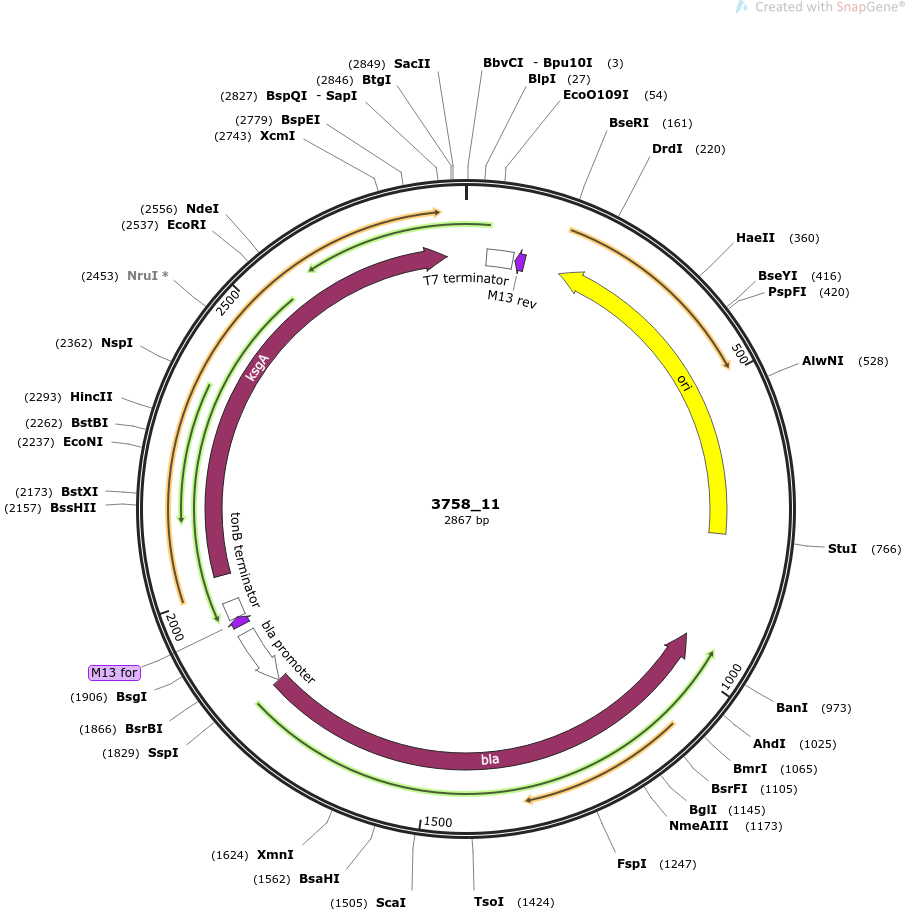 Created with SnapGene®
(2849) SacII
(2846) BtgI
(2827) BspQI - SapI
(2779) BspEI
(2743) XcmI
BbvCI - Bpu10I (3)
BlpI (27)
EcoO109I (54)
BseRI (161)
DrdI (220)
(2556) NdeI
(2537) EcoRI
(2453) NruI *
(2362) NspI
(2293) HincII
(2262) BstBI
(2237) EcoNI
(2173) BstXI
(2157) BssHII
HaeII (360)
BseYI (416)
PspFI (420)
AlwNI (528)
StuI (766)
2500
500
T7 terminator
M13 rev
ksgA
ori
3758_11
2867 bp
tonB terminator
bla promoter
2000
1000
M13 for
(1906) BsgI
(1866) BsrBI
(1829) SspI
bla
1500
BanI (973)
AhdI (1025)
BmrI (1065)
BsrFI (1105)
BglI (1145)
NmeAIII (1173)
FspI (1247)
(1624) XmnI
(1562) BsaHI
(1505) ScaI
TsoI (1424)